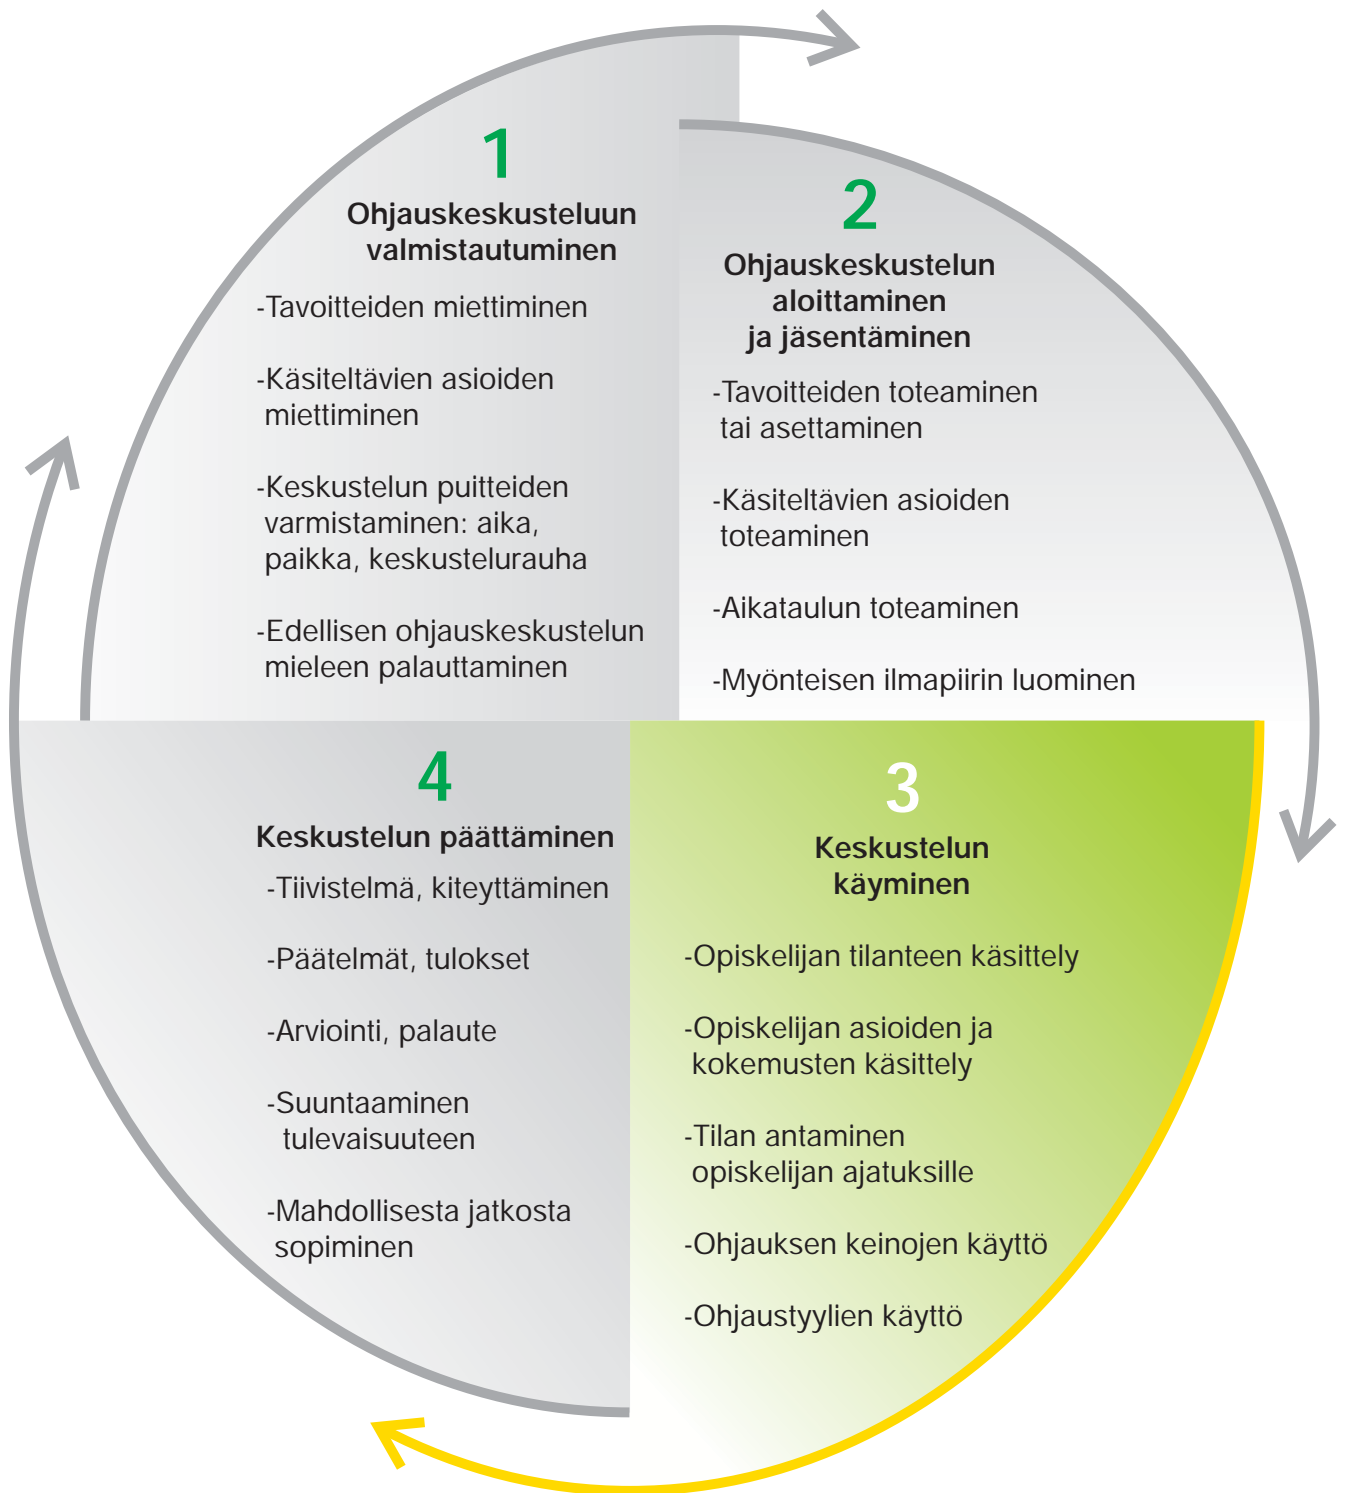 1
Ohjauskeskusteluun
valmistautuminen
-Tavoitteiden miettiminen
-Käsiteltävien asioiden
miettiminen
-Keskustelun puitteiden
varmistaminen: aika,
paikka, keskustelurauha
-Edellisen ohjauskeskustelun
mieleen palauttaminen
2
Ohjauskeskustelun
aloittaminen
ja jäsentäminen
-Tavoitteiden toteaminen
tai asettaminen
-Käsiteltävien asioiden
toteaminen
-Aikataulun toteaminen
-Myönteisen ilmapiirin luominen
3
Keskustelun
käyminen
-Opiskelijan tilanteen käsittely
-Opiskelijan asioiden ja
kokemusten käsittely
-Tilan antaminen
opiskelijan ajatuksille
-Ohjauksen keinojen käyttö
-Ohjaustyylien käyttö
4
Keskustelun päättäminen
-Tiivistelmä, kiteyttäminen
-Päätelmät, tulokset
-Arviointi, palaute
-Suuntaaminen
tulevaisuuteen
-Mahdollisesta jatkosta
sopiminen